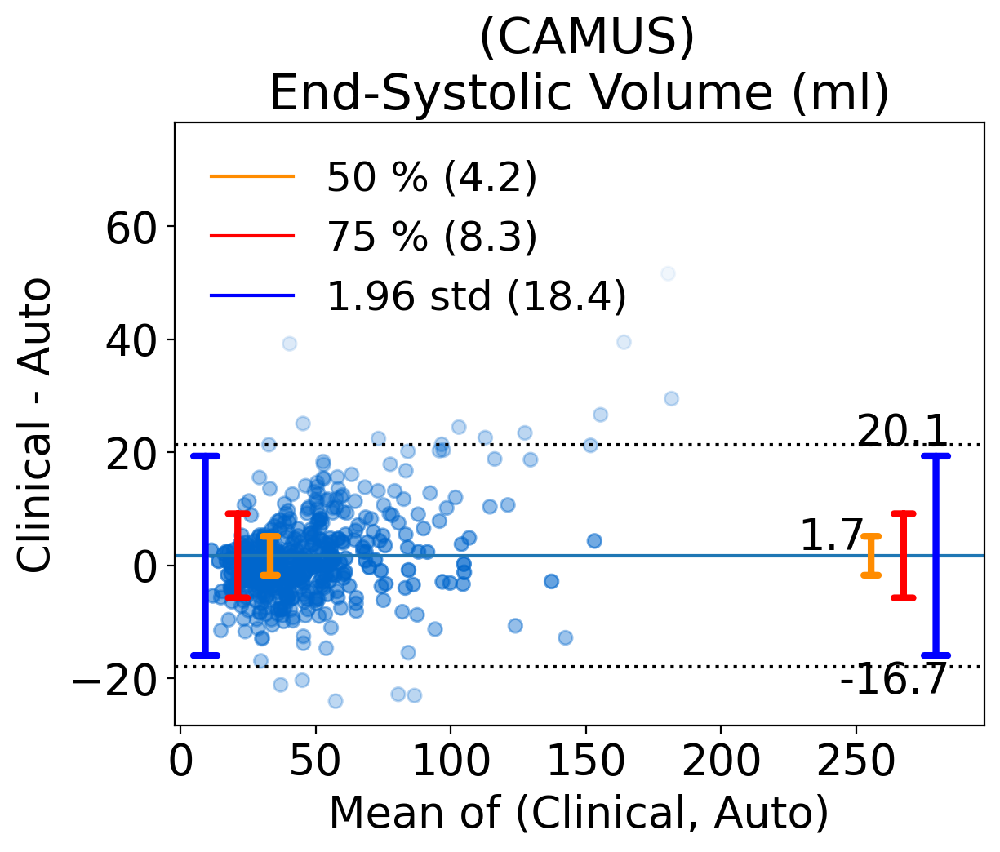 (CAMUS)
End-Systolic Volume (ml)
50 % (4.2)
75 % (8.3)
1.96 std (18.4)
Clinical - Auto
60
40
20
0
−20
20.1
1.7
-16.7
0 50 100 150 200 250
Mean of (Clinical, Auto)